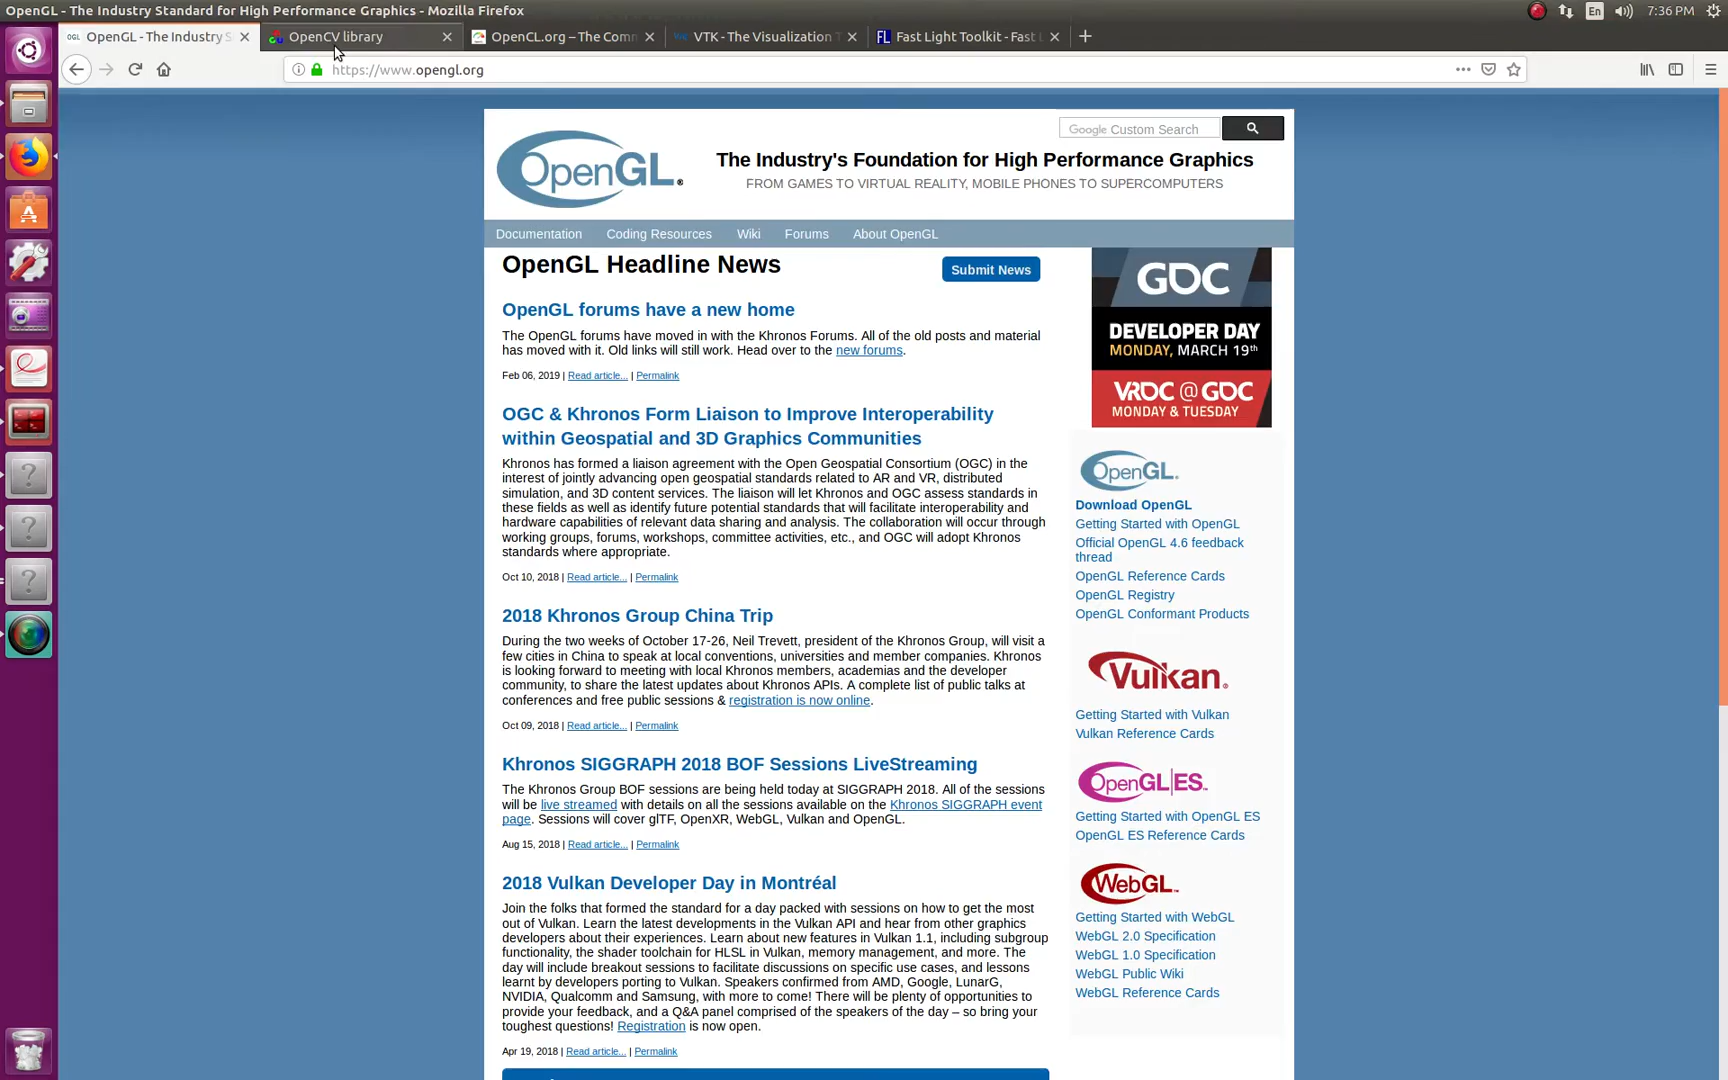 OpenGL - The Industry Standard for High Performance Graphics - Mozilla Firefox
En
7:36 PM
OGL OpenGL - The Industry S
OpenCV library
OpenCL.org – The Com
VTK - The Visualization T
FL Fast Light Toolkit - Fast L
https://www.opengl.org
OpenGL®
Google Custom Search
The Industry's Foundation for High Performance Graphics
FROM GAMES TO VIRTUAL REALITY, MOBILE PHONES TO SUPERCOMPUTERS
Documentation
Coding Resources
Wiki
Forums
About OpenGL
OpenGL Headline News
Submit News
OpenGL forums have a new home
The OpenGL forums have moved in with the Khronos Forums. All of the old posts and material
has moved with it. Old links will still work. Head over to the new forums.
Feb 06, 2019 | Read article... | Permalink
OGC & Khronos Form Liaison to Improve Interoperability
within Geospatial and 3D Graphics Communities
Khronos has formed a liaison agreement with the Open Geospatial Consortium (OGC) in the
interest of jointly advancing open geospatial standards related to AR and VR, distributed
simulation, and 3D content services. The liaison will let Khronos and OGC assess standards in
these fields as well as identify future potential standards that will facilitate interoperability and
hardware capabilities of relevant data sharing and analysis. The collaboration will occur through
working groups, forums, workshops, committee activities, etc., and OGC will adopt Khronos
standards where appropriate.
Oct 10, 2018 | Read article... | Permalink
2018 Khronos Group China Trip
During the two weeks of October 17-26, Neil Trevett, president of the Khronos Group, will visit a
few cities in China to speak at local conventions, universities and member companies. Khronos
is looking forward to meeting with local Khronos members, academias and the developer
community, to share the latest updates about Khronos APIs. A complete list of public talks at
conferences and free public sessions & registration is now online.
Oct 09, 2018 | Read article... | Permalink
Khronos SIGGRAPH 2018 BOF Sessions LiveStreaming
The Khronos Group BOF sessions are being held today at SIGGRAPH 2018. All of the sessions
will be live streamed with details on all the sessions available on the Khronos SIGGRAPH event
page. Sessions will cover glTF, OpenXR, WebGL, Vulkan and OpenGL.
Aug 15, 2018 | Read article... | Permalink
2018 Vulkan Developer Day in Montréal
Join the folks that formed the standard for a day packed with sessions on how to get the most
out of Vulkan. Learn the latest developments in the Vulkan API and hear from other graphics
developers about their experiences. Learn about new features in Vulkan 1.1, including subgroup
functionality, the shader toolchain for HLSL in Vulkan, memory management, and more. The
day will include breakout sessions to facilitate discussions on specific use cases, and lessons
learnt by developers porting to Vulkan. Speakers confirmed from AMD, Google, LunarG,
NVIDIA, Qualcomm and Samsung, with more to come! There will be plenty of opportunities to
provide your feedback, and a Q&A panel comprised of the speakers of the day – so bring your
toughest questions! Registration is now open.
Apr 19, 2018 | Read article... | Permalink
GDC
DEVELOPER DAY
MONDAY, MARCH 19th
VRDC @ GDC
MONDAY & TUESDAY
OpenGL
Download OpenGL
Getting Started with OpenGL
Official OpenGL 4.6 feedback
thread
OpenGL Reference Cards
OpenGL Registry
OpenGL Conformant Products
Vulkan
Getting Started with Vulkan
Vulkan Reference Cards
OpenGL|ES
Getting Started with OpenGL ES
OpenGL ES Reference Cards
WebGL
Getting Started with WebGL
WebGL 2.0 Specification
WebGL 1.0 Specification
WebGL Public Wiki
WebGL Reference Cards